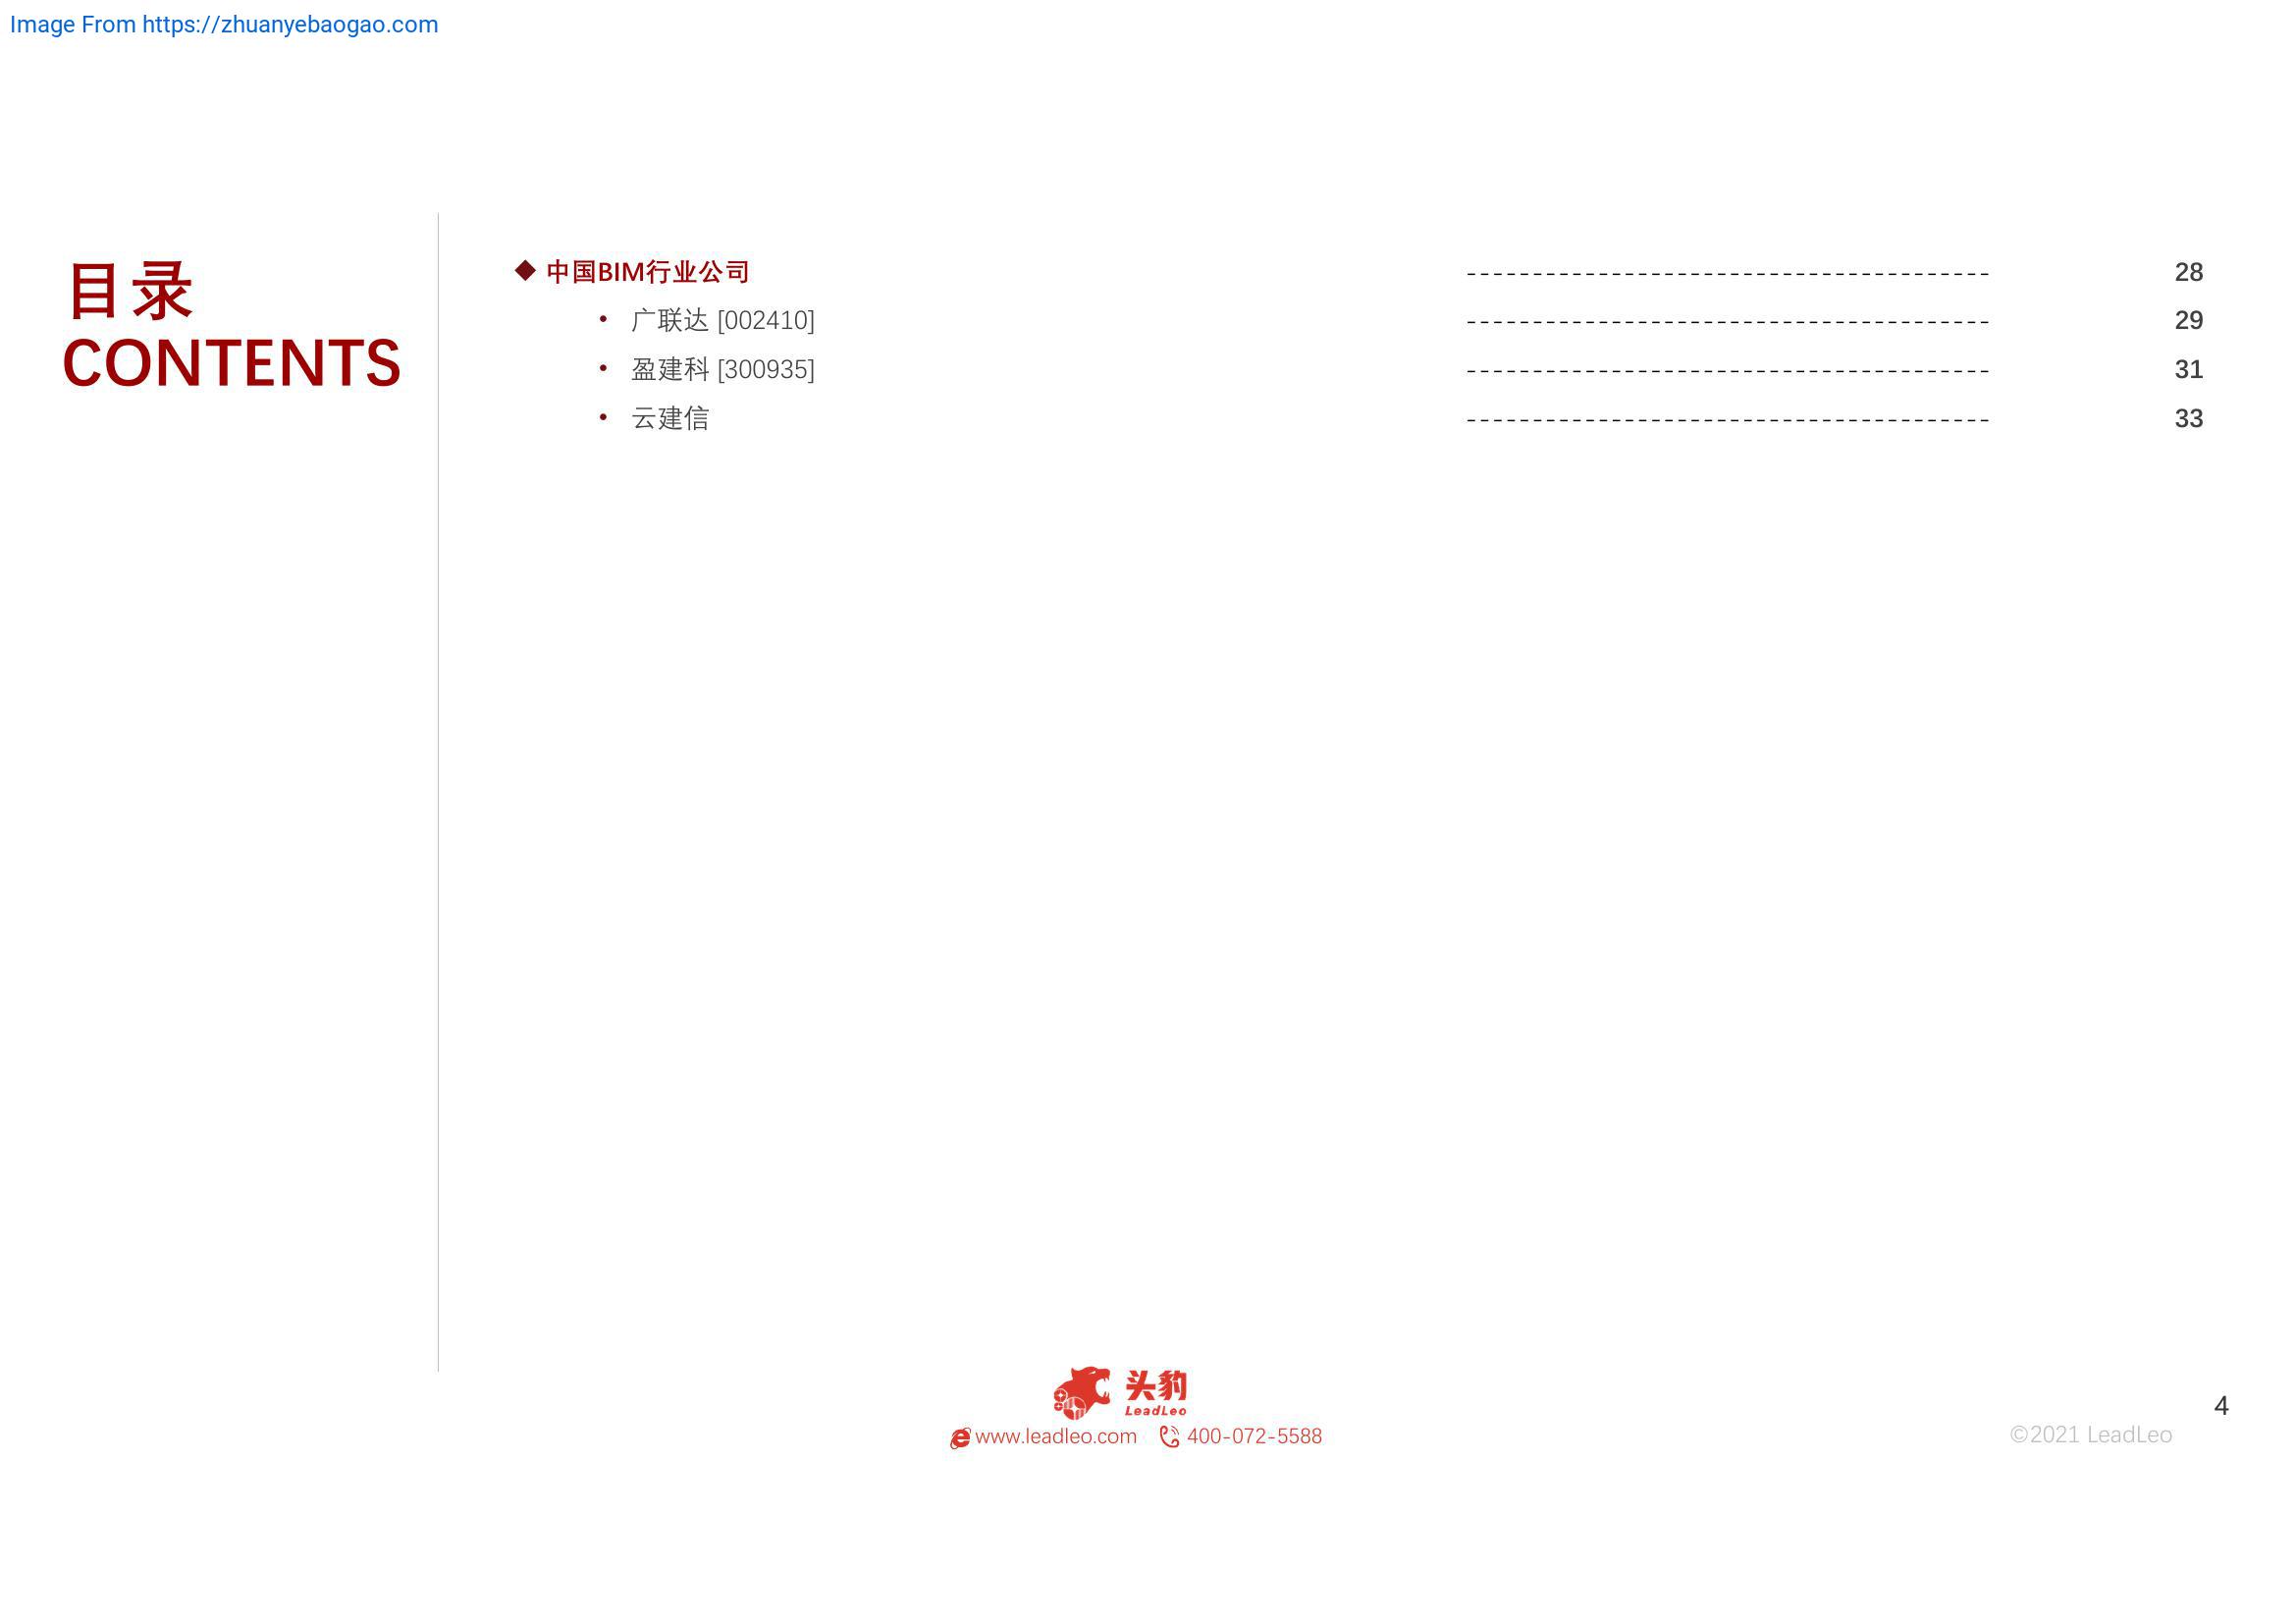 Image From https://zhuanyebaogao.com
目录
CONTENTS
◆ 中国BIM行业公司 ---------------------------------------- 28
• 广联达 [002410] ---------------------------------------- 29
• 盈建科 [300935] ---------------------------------------- 31
• 云建信 ---------------------------------------- 33
头豹
LeadLeo
www.leadleo.com 400-072-5588
4
©2021 LeadLeo